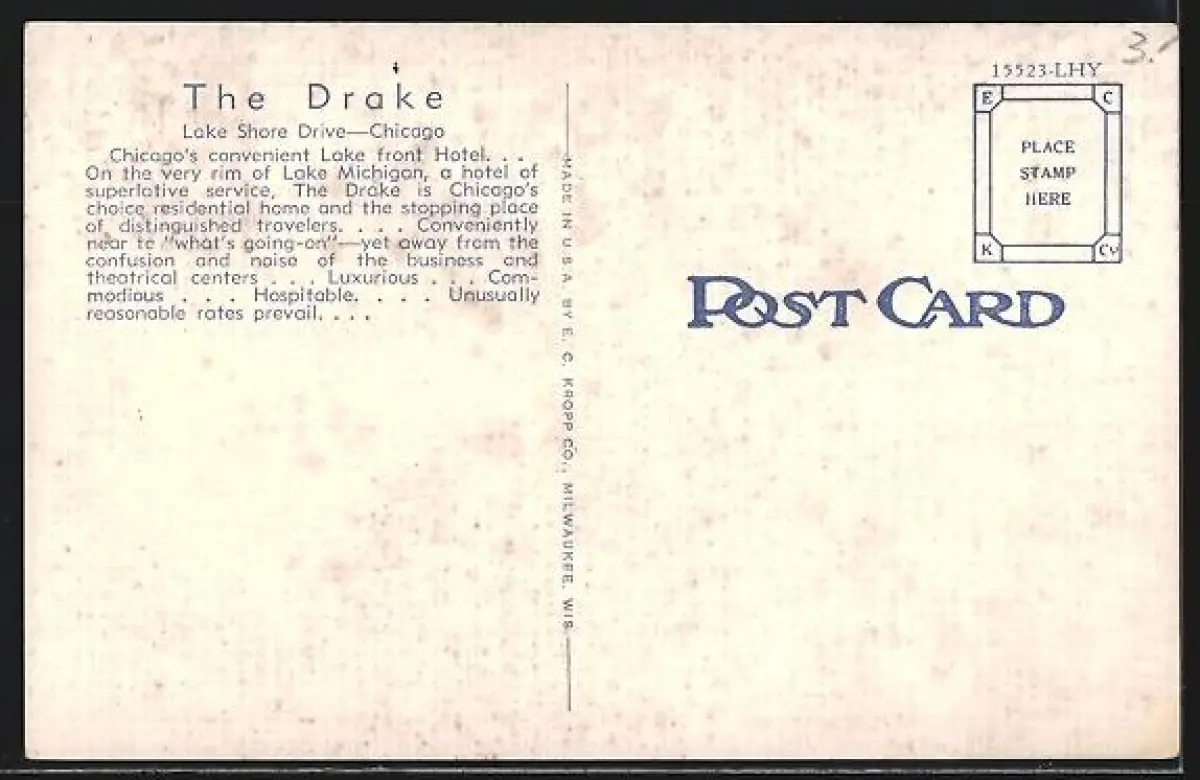 The Drake
Lake Shore Drive—Chicago
Chicago's convenient Lake front Hotel. . .
On the very rim of Lake Michigan, a hotel of
superlative service, The Drake is Chicago's
choice residential home and the stopping place
of distinguished travelers. . . . Conveniently
near to "what's going-on"—yet away from the
confusion and noise of the business and
theatrical centers . . . Luxurious . . . Com-
modious . . . Hospitable. . . . Unusually
reasonable rates prevail. . . .
MADE IN U.S.A. BY E. C. KROPP CO., MILWAUKEE, WIS.
3.
15523-LHY
E C
PLACE
STAMP
HERE
K Co
POST CARD